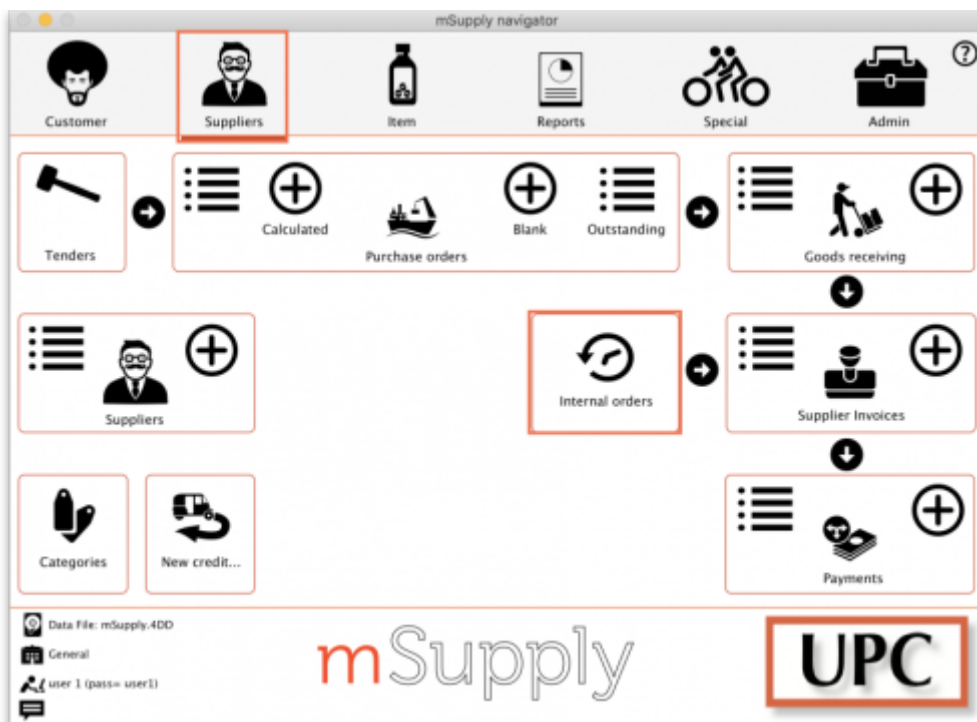 mSupply navigator
?
Customer
Suppliers
Item
Reports
Special
Admin
Tenders
Calculated
Blank
Outstanding
Purchase orders
Goods receiving
Suppliers
Internal orders
Supplier Invoices
Categories
New credit...
Payments
Data File: mSupply.4DD
General
user 1 (pass= user1)
mSupply
UPC